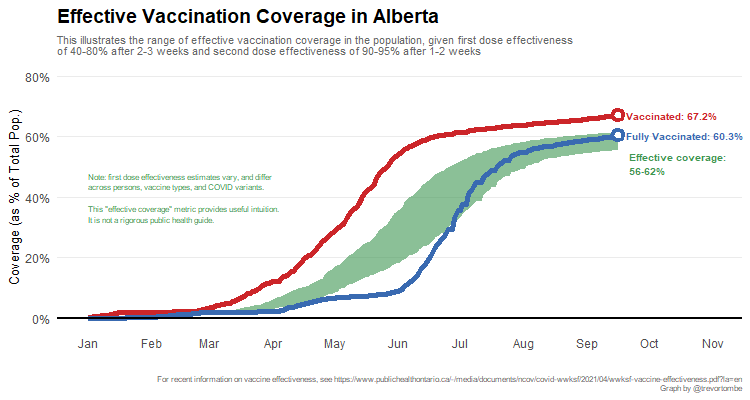 Effective Vaccination Coverage in Alberta
This illustrates the range of effective vaccination coverage in the population, given first dose effectiveness
of 40-80% after 2-3 weeks and second dose effectiveness of 90-95% after 1-2 weeks
Coverage (as % of Total Pop.)
80%
60%
40%
20%
0%
Vaccinated: 67.2%
Fully Vaccinated: 60.3%
Effective coverage:
56-62%
Note: first dose effectiveness estimates vary, and differ
across persons, vaccine types, and COVID variants.
This "effective coverage" metric provides useful intuition.
It is not a rigorous public health guide.
Jan Feb Mar Apr May Jun Jul Aug Sep Oct Nov
For recent information on vaccine effectiveness, see https://www.publichealthontario.ca/-/media/documents/ncov/covid-wwksf/2021/04/wwksf-vaccine-effectiveness.pdf?la=en
Graph by @trevortombe